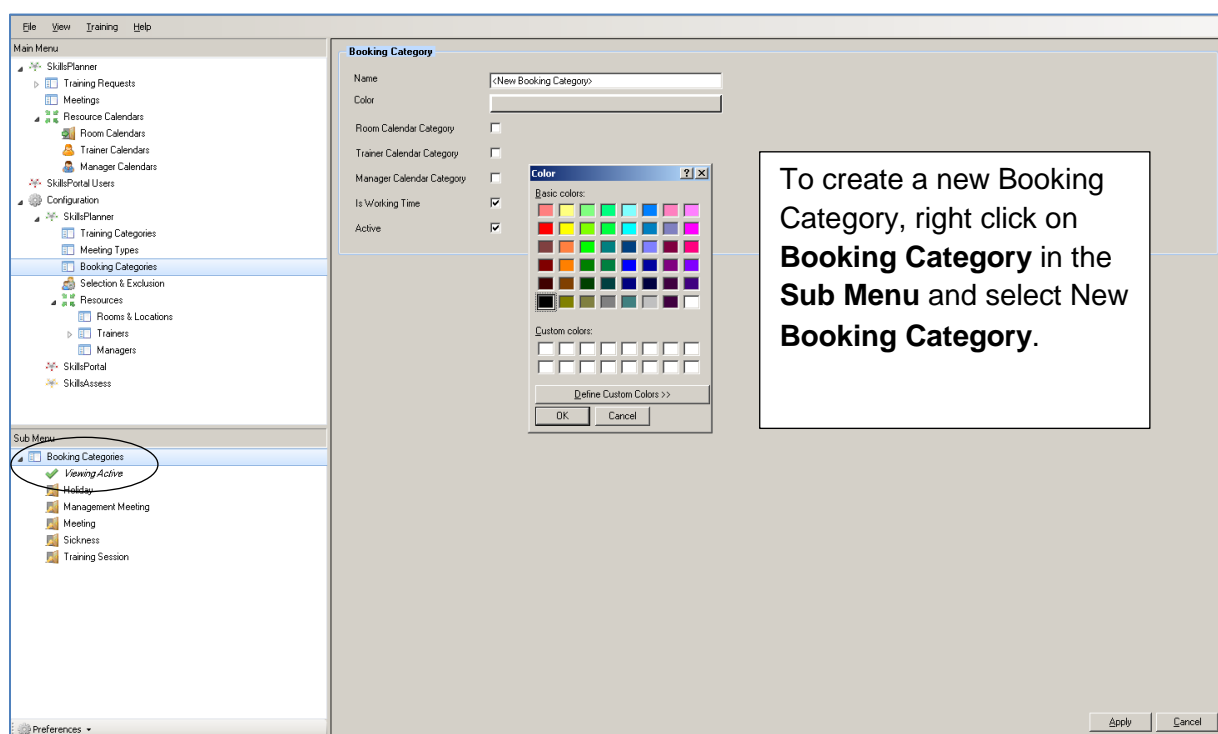 File View Training Help
Main Menu
SkillsPlanner
Training Requests
Meetings
Resource Calendars
Room Calendars
Trainer Calendars
Manager Calendars
SkillsPortal Users
Configuration
SkillsPlanner
Training Categories
Meeting Types
Booking Categories
Selection & Exclusion
Resources
Rooms & Locations
Trainers
Managers
SkillsPortal
SkillsAssess
Sub Menu
Booking Categories
Viewing Active
Holiday
Management Meeting
Meeting
Sickness
Training Session
Preferences
Booking Category
Name <New Booking Category>
Color
Room Calendar Category
Trainer Calendar Category
Manager Calendar Category
Is Working Time
Active
Color ? X
Basic colors:
Custom colors:
Define Custom Colors >>
OK Cancel
To create a new Booking
Category, right click on
Booking Category in the
Sub Menu and select New
Booking Category.
Apply Cancel